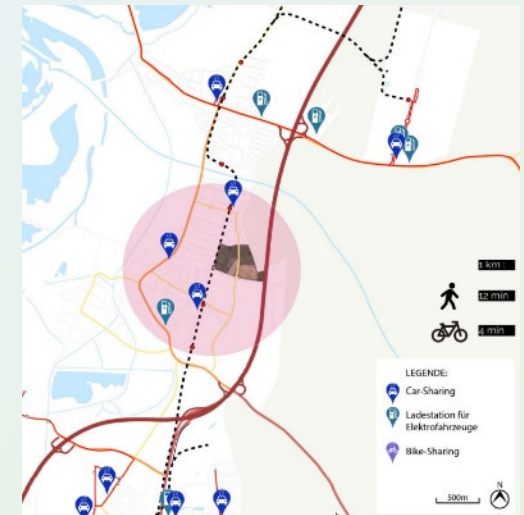 1 km :
12 min
4 min
LEGENDE:
Car-Sharing
Ladestation für
Elektrofahrzeuge
Bike-Sharing
500m
N